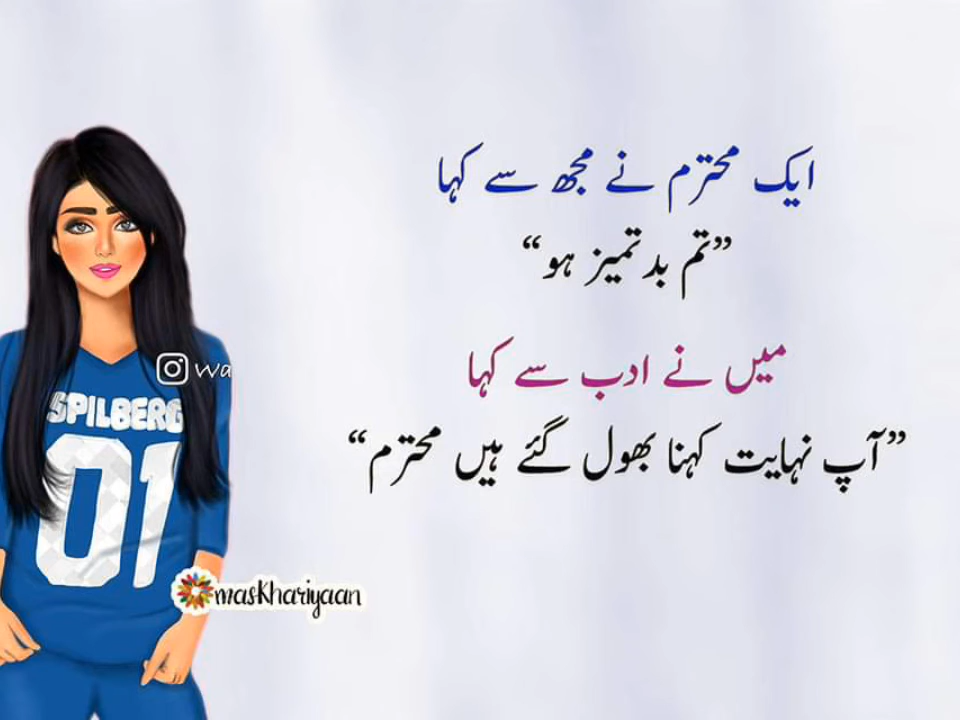 ایک محترم نے مجھ سے کہا
”تم بدتمیز ہو“
میں نے ادب سے کہا
”آپ نہایت کہنا بھول گئے ہیں محترم“
SPILBERG
01
maskhariyaan